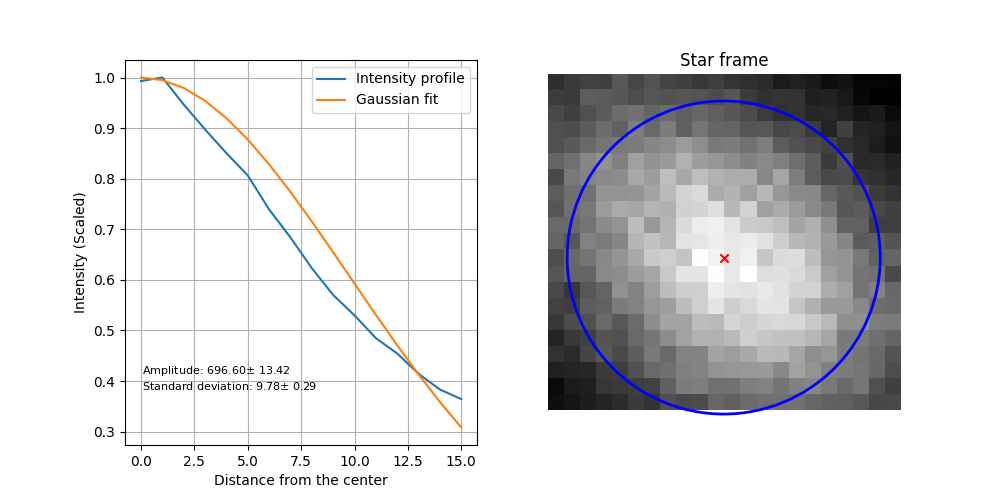 Star frame
Intensity profile
Gaussian fit
Intensity (Scaled)
1.0
0.9
0.8
0.7
0.6
0.5
0.4
0.3
Amplitude: 696.60± 13.42
Standard deviation: 9.78± 0.29
0.0 2.5 5.0 7.5 10.0 12.5 15.0
Distance from the center